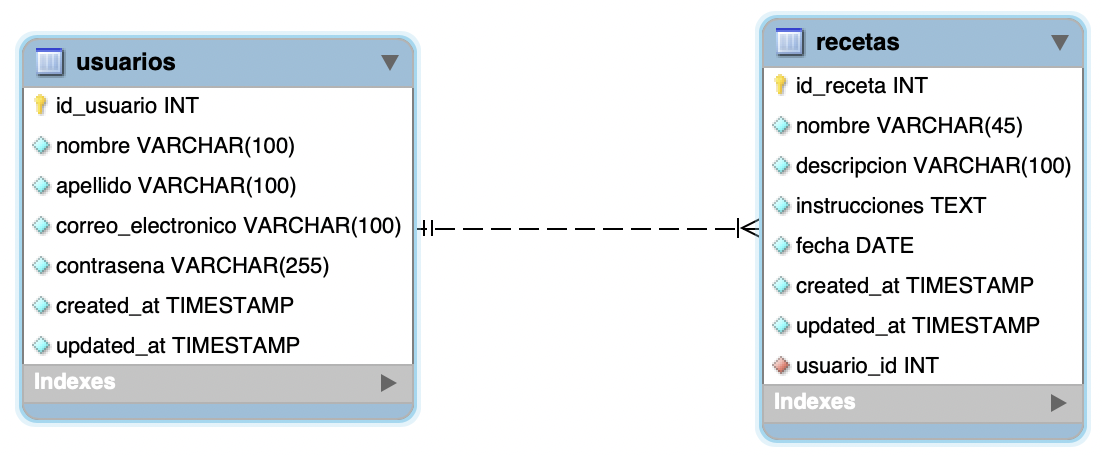 usuarios
id_usuario INT
nombre VARCHAR(100)
apellido VARCHAR(100)
correo_electronico VARCHAR(100)
contrasena VARCHAR(255)
created_at TIMESTAMP
updated_at TIMESTAMP
Indexes
recetas
id_receta INT
nombre VARCHAR(45)
descripcion VARCHAR(100)
instrucciones TEXT
fecha DATE
created_at TIMESTAMP
updated_at TIMESTAMP
usuario_id INT
Indexes